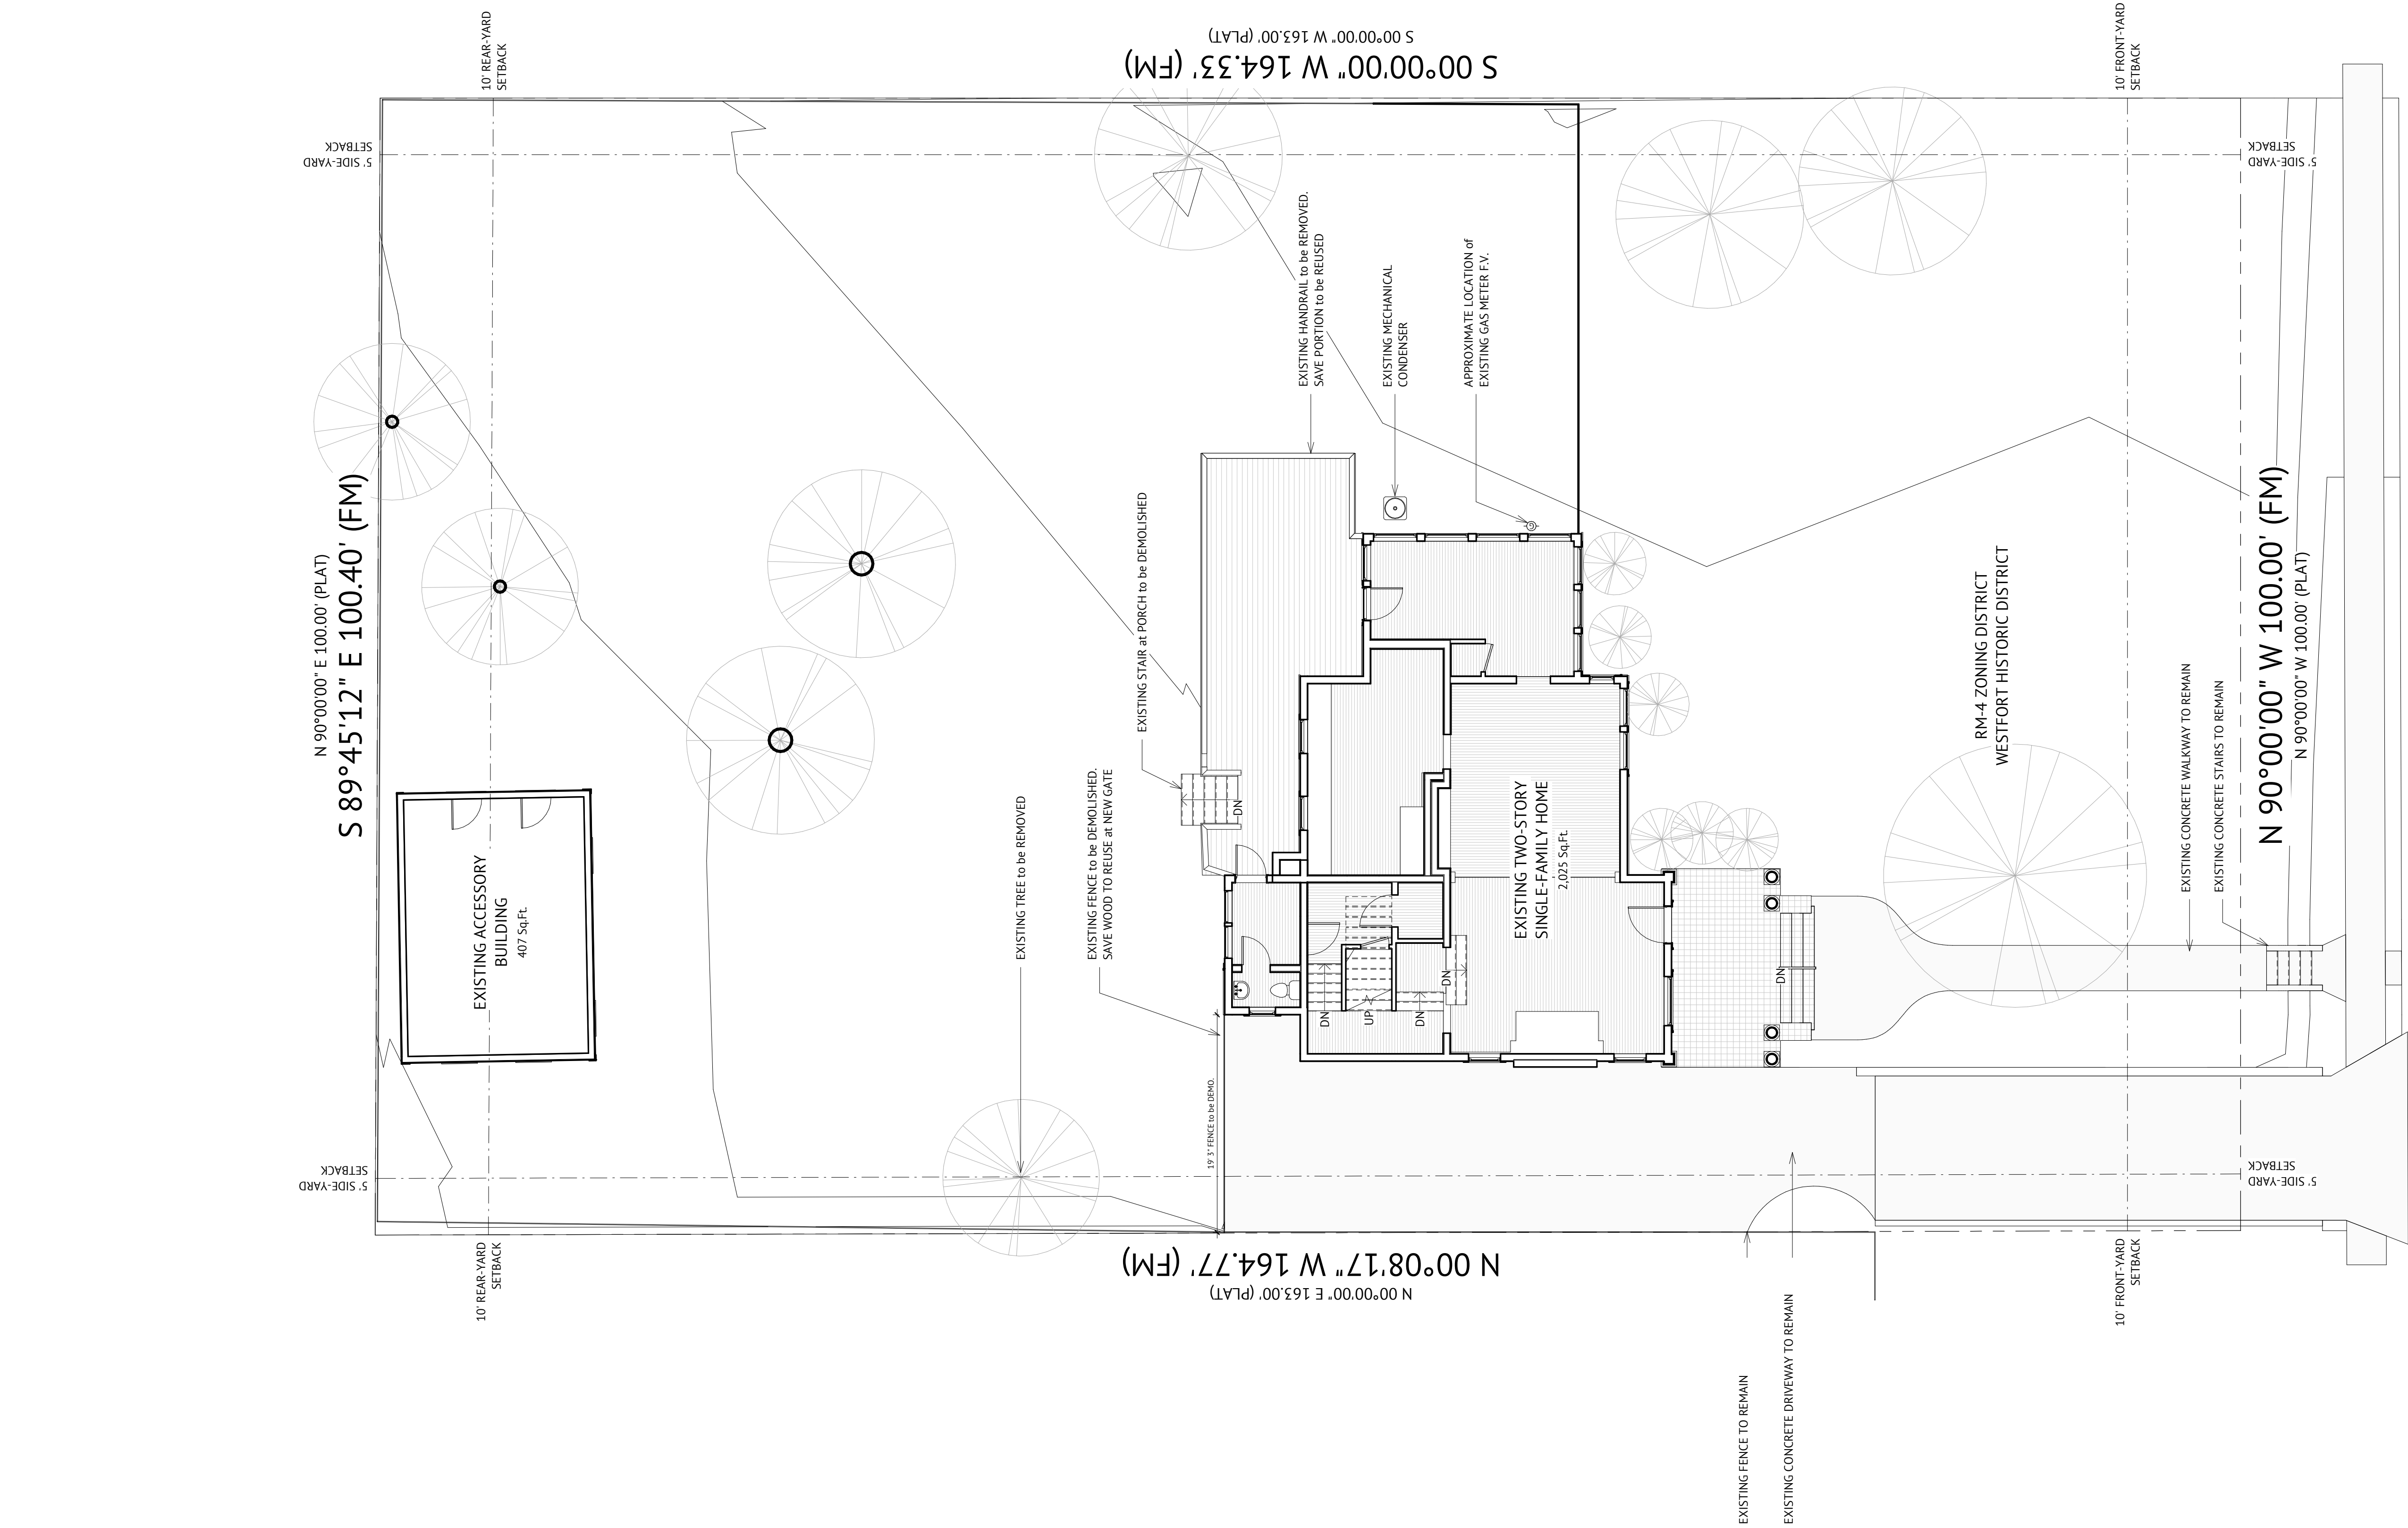 10' REAR-YARD
SETBACK
S 00°00'00" W 163.00' (PLAT)
S 00°00'00" W 164.33' (FM)
10' FRONT-YARD
SETBACK
5' SIDE-YARD
SETBACK
5' SIDE-YARD
SETBACK
N 90°00'00" E 100.00' (PLAT)
S 89°45'12" E 100.40' (FM)
EXISTING HANDRAIL to be REMOVED.
SAVE PORTION to be REUSED
EXISTING MECHANICAL
CONDENSER
APPROXIMATE LOCATION of
EXISTING GAS METER F.V.
G
EXISTING STAIR at PORCH to be DEMOLISHED
RM-4 ZONING DISTRICT
WESTFORT HISTORIC DISTRICT
N 90°00'00" W 100.00' (FM)
N 90°00'00" W 100.00' (PLAT)
EXISTING ACCESSORY
BUILDING
407 Sq.Ft.
EXISTING TREE to be REMOVED
EXISTING FENCE to be DEMOLISHED.
SAVE WOOD TO REUSE at NEW GATE
DN
EXISTING TWO-STORY
SINGLE-FAMILY HOME
2,025 Sq.Ft.
EXISTING CONCRETE WALKWAY TO REMAIN
EXISTING CONCRETE STAIRS TO REMAIN
DN
UP
DN
DN
DN
19' 3" FENCE to be DEMO.
5' SIDE-YARD
SETBACK
5' SIDE-YARD
SETBACK
10' REAR-YARD
SETBACK
N 00°08'17" W 164.77' (FM)
N 00°00'00" E 163.00' (PLAT)
10' FRONT-YARD
SETBACK
EXISTING FENCE TO REMAIN
EXISTING CONCRETE DRIVEWAY TO REMAIN